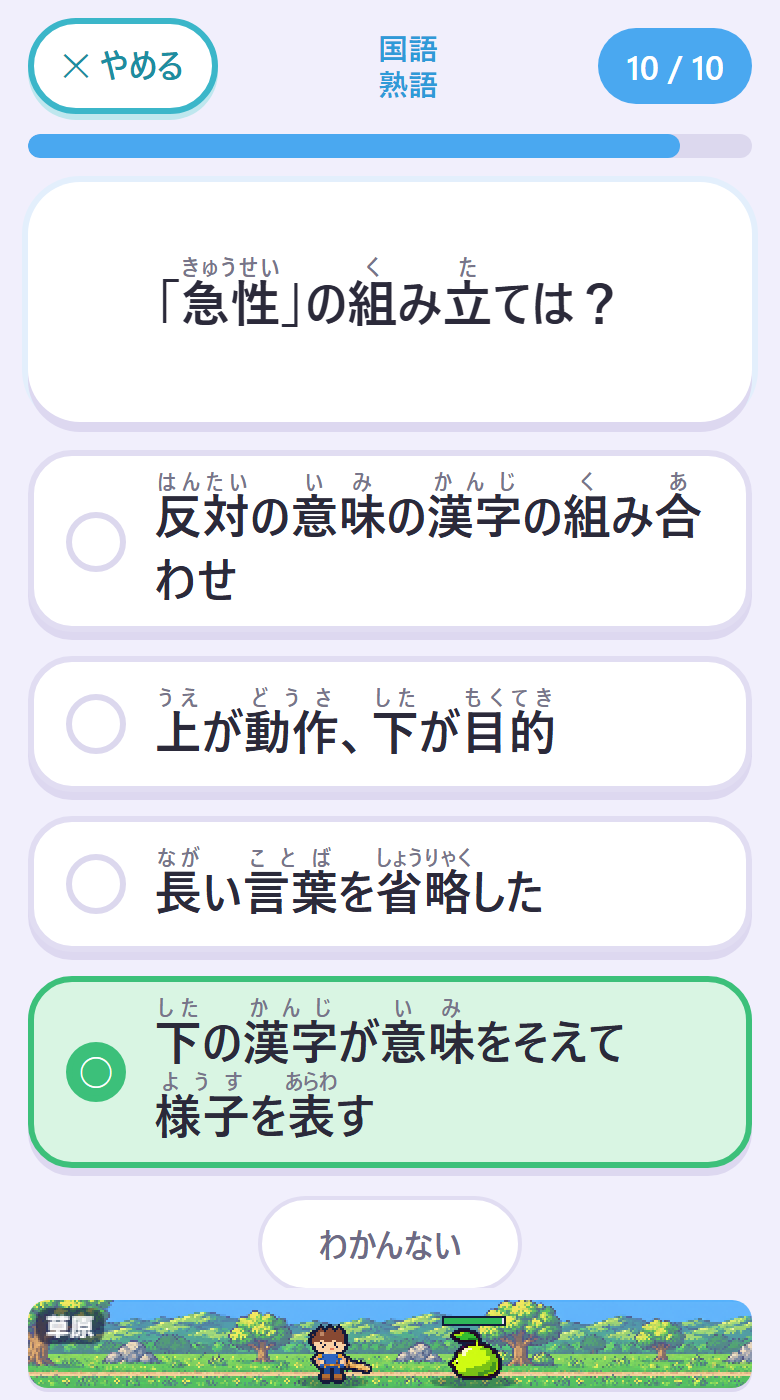 × やめる
国語
熟語
10 / 10
きゅうせい く た
「急性」の組み立ては？
はんたい い み かんじ く あ
反対の意味の漢字の組み合
わせ
うえ どうさ した もくてき
上が動作、下が目的
なが ことば しょうりゃく
長い言葉を省略した
した かんじ い み
下の漢字が意味をそえて
ようす あらわ
様子を表す
わかんない
草原